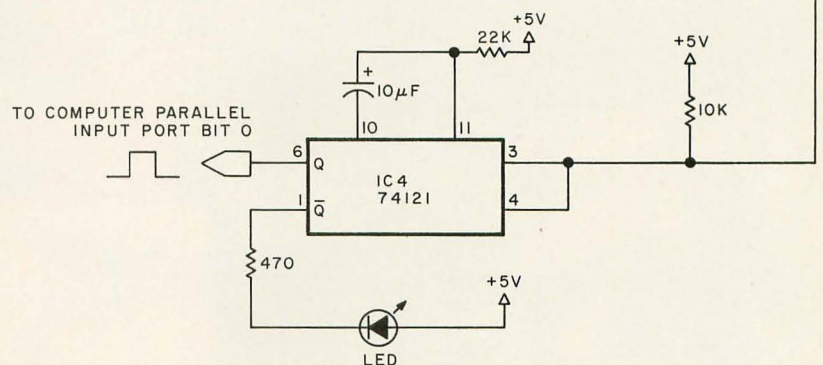 +5V
22K
+5V
+
10µF
10K
TO COMPUTER PARALLEL
INPUT PORT BIT 0
10
11
6
Q
3
IC4
74121
1
Q̅
4
470
+5V
LED